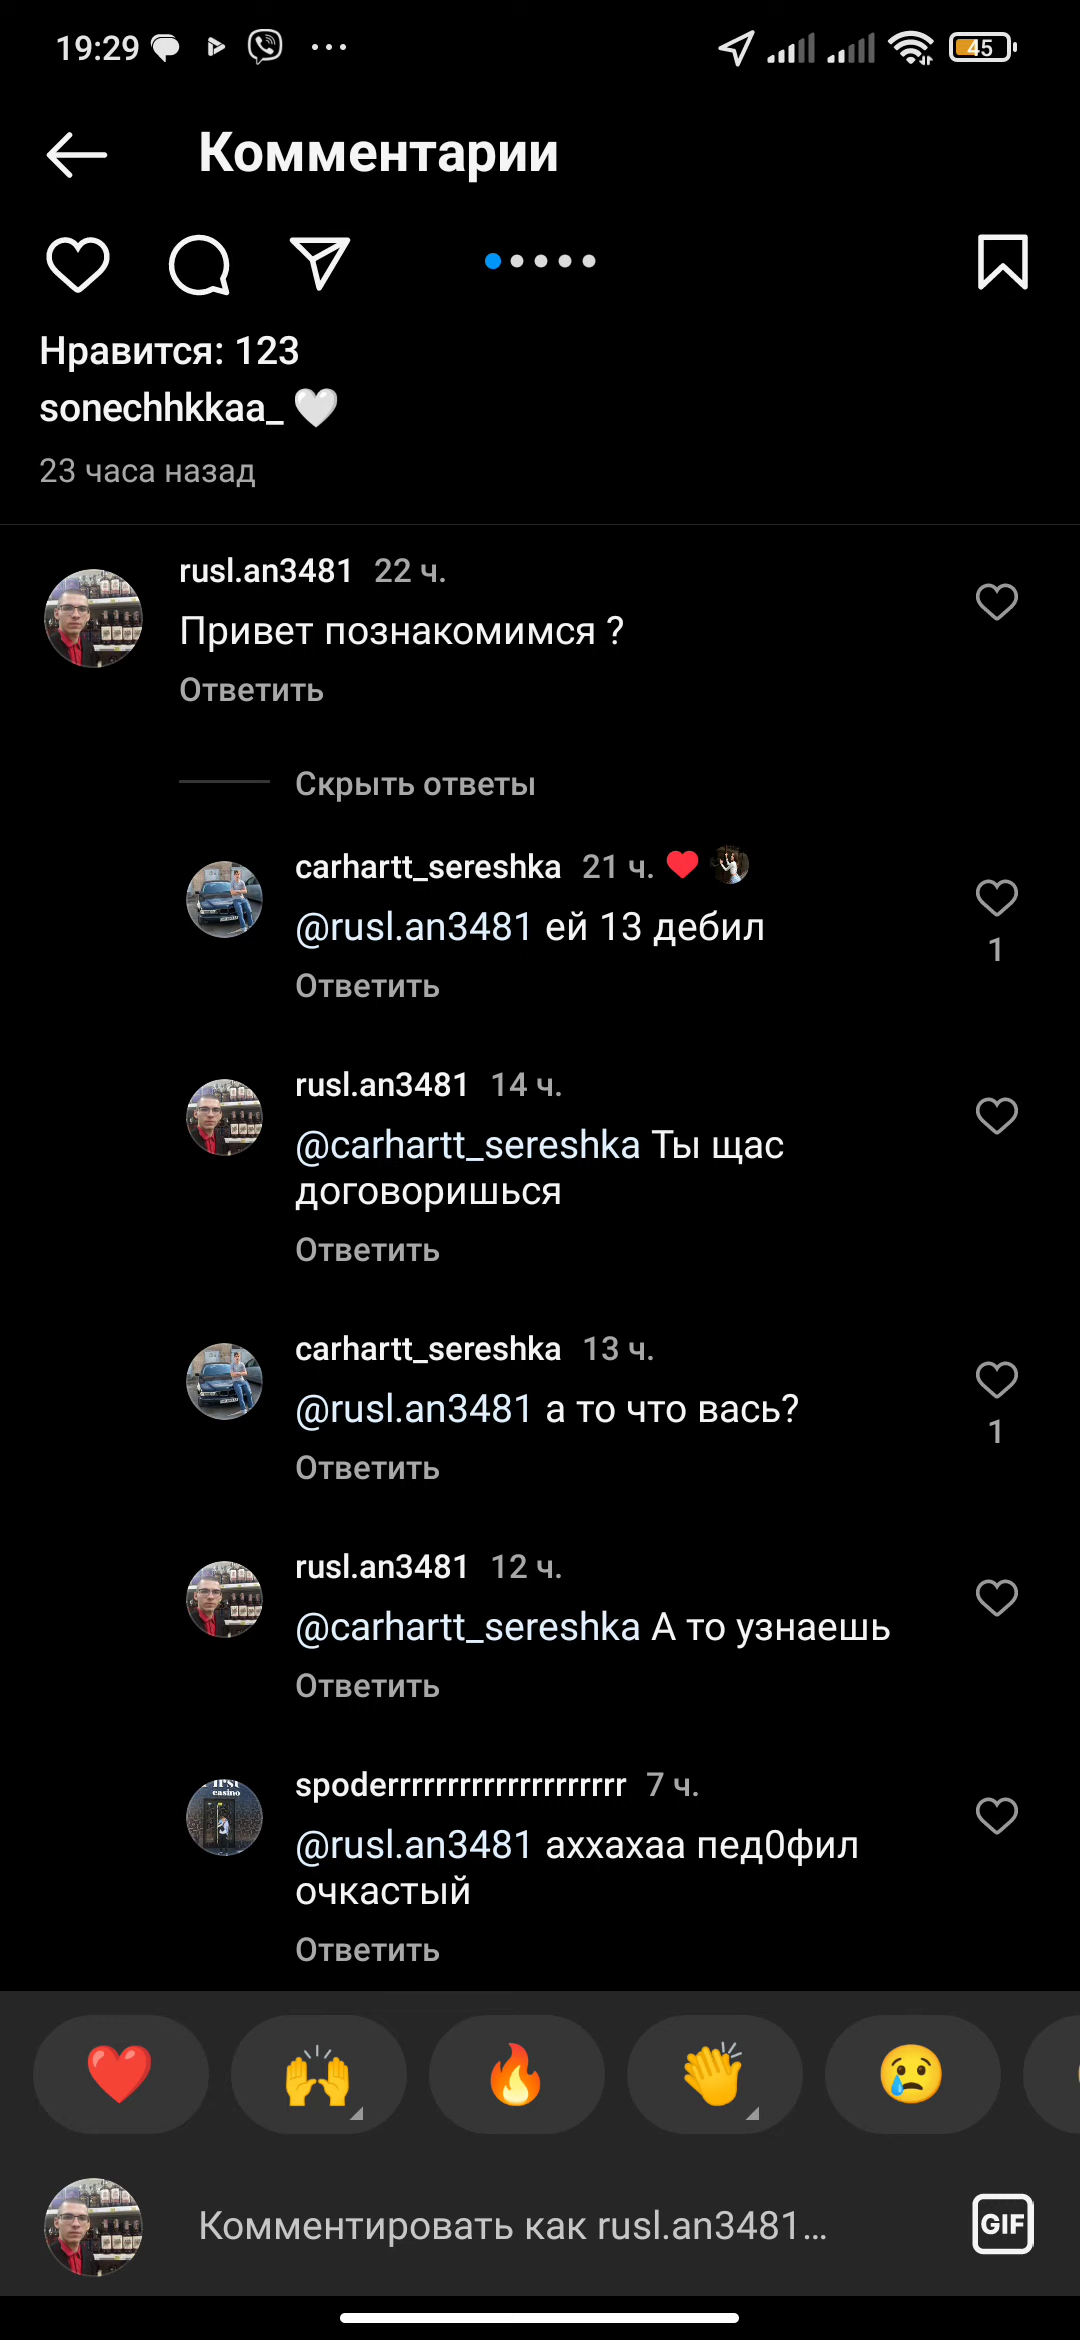 19:29
45
Комментарии
Нравится: 123
sonechhkkaa_ 🤍
23 часа назад
rusl.an3481 22 ч.
Привет познакомимся ?
Ответить
Скрыть ответы
carhartt_sereshka 21 ч. ❤️
@rusl.an3481 ей 13 дебил
1
Ответить
rusl.an3481 14 ч.
@carhartt_sereshka Ты щас
договоришься
Ответить
carhartt_sereshka 13 ч.
@rusl.an3481 а то что вась?
1
Ответить
rusl.an3481 12 ч.
@carhartt_sereshka А то узнаешь
Ответить
spoderrrrrrrrrrrrrrrrrrrr 7 ч.
@rusl.an3481 аххахаа пед0фил
очкастый
Ответить
Комментировать как rusl.an3481...
GIF